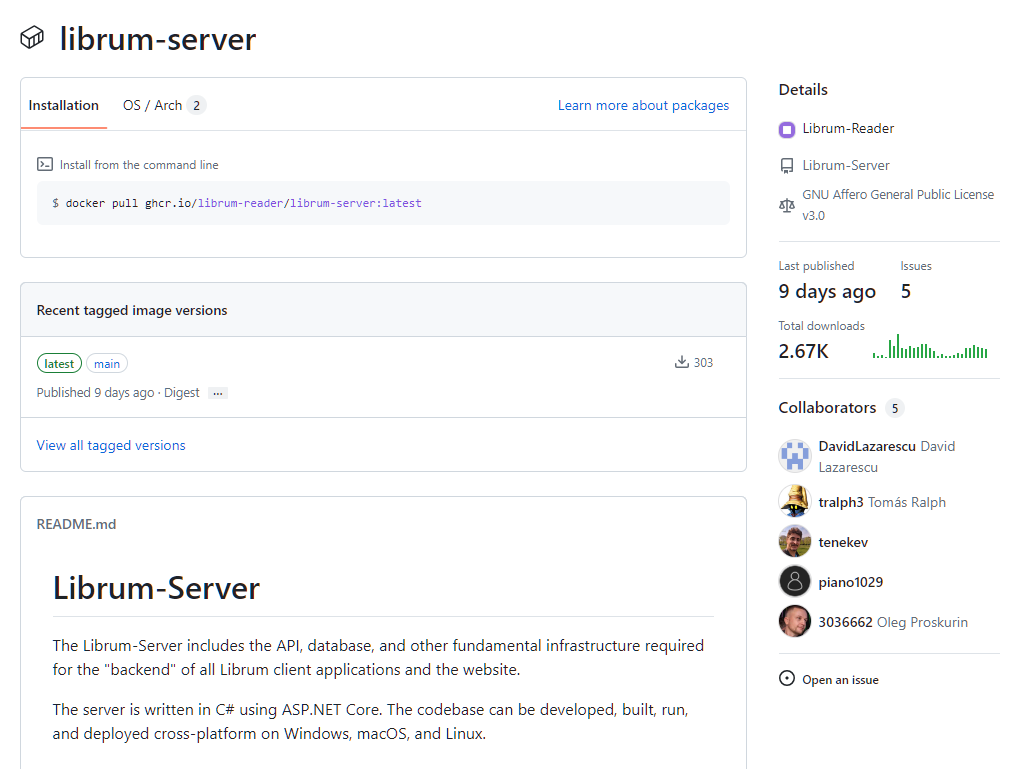 librum-server
Installation
OS / Arch 2
Learn more about packages
Install from the command line
$ docker pull ghcr.io/librum-reader/librum-server:latest
Recent tagged image versions
latest main
303
Published 9 days ago · Digest ...
View all tagged versions
README.md
Librum-Server
The Librum-Server includes the API, database, and other fundamental infrastructure required
for the "backend" of all Librum client applications and the website.
The server is written in C# using ASP.NET Core. The codebase can be developed, built, run,
and deployed cross-platform on Windows, macOS, and Linux.
Details
Librum-Reader
Librum-Server
GNU Affero General Public License
v3.0
Last published
9 days ago
Issues
5
Total downloads
2.67K
Collaborators 5
DavidLazarescu David
Lazarescu
tralph3 Tomás Ralph
tenekev
piano1029
3036662 Oleg Proskurin
Open an issue